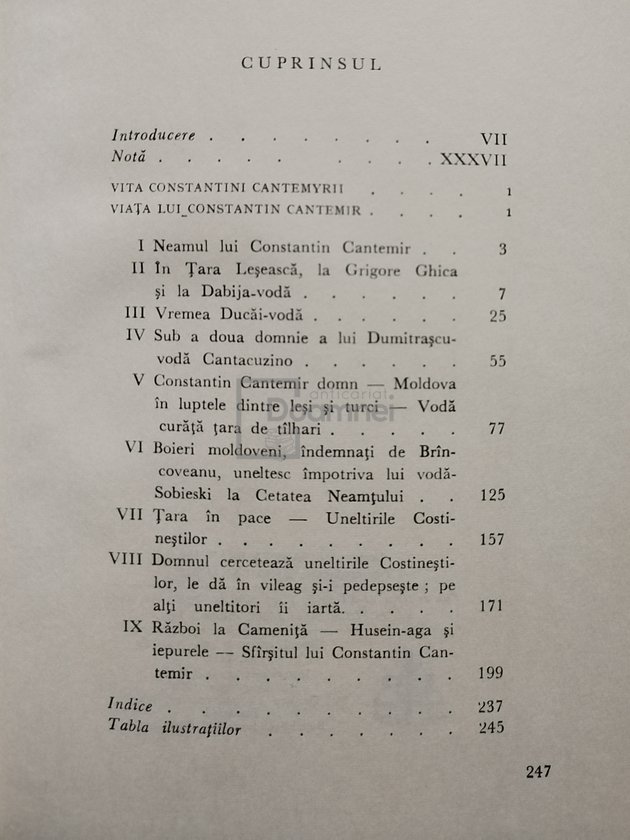 CUPRINSUL
Introducere . . . . . . . . VII
Notă . . . . . . . . . XXXVII
VITA CONSTANTINI CANTEMYRII . . . . 1
VIAȚA LUI CONSTANTIN CANTEMIR . . . . 1
I Neamul lui Constantin Cantemir . . 3
II În Țara Leșească, la Grigore Ghica
și la Dabija-vodă . . . . . . 7
III Vremea Ducăi-vodă . . . . . . 25
IV Sub a doua domnie a lui Dumitrașcu-
vodă Cantacuzino . . . . . . 55
V Constantin Cantemir domn — Moldova
în luptele dintre leși și turci — Vodă
curăță țara de tîlhari . . . . . 77
VI Boieri moldoveni, îndemnați de Brîn-
coveanu, uneltesc împotriva lui vodă-
Sobieski la Cetatea Neamțului . . 125
VII Țara în pace — Uneltirile Costi-
neștilor . . . . . . . . . 157
VIII Domnul cercetează uneltirile Costinești-
lor, le dă în vileag și-i pedepsește ; pe
alți uneltitori îi iartă. . . . . 171
IX Război la Cameniță — Husein-aga și
iepurele — Sfîrșitul lui Constantin Can-
temir . . . . . . . . . 199
Indice . . . . . . . . . . 237
Tabla ilustrațiilor . . . . . . 245
247
anticariat
Doamnei